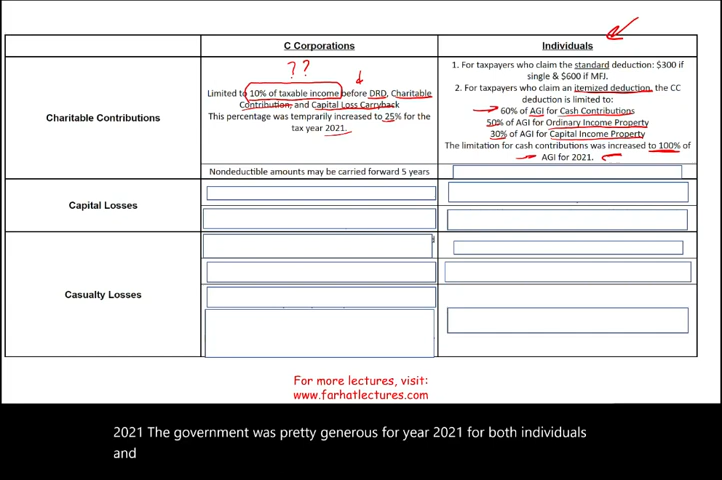 C Corporations
Individuals
Charitable Contributions
? ?
Limited to 10% of taxable income before DRD, Charitable
Contribution, and Capital Loss Carryback
This percentage was temprarily increased to 25% for the
tax year 2021.
Nondeductible amounts may be carried forward 5 years
1. For taxpayers who claim the standard deduction: $300 if
single & $600 if MFJ.
2. For taxpayers who claim an itemized deduction, the CC
deduction is limited to:
60% of AGI for Cash Contributions
50% of AGI for Ordinary Income Property
30% of AGI for Capital Income Property
The limitation for cash contributions was increased to 100% of
AGI for 2021.
Capital Losses
Casualty Losses
For more lectures, visit:
www.farhatlectures.com
2021 The government was pretty generous for year 2021 for both individuals
and